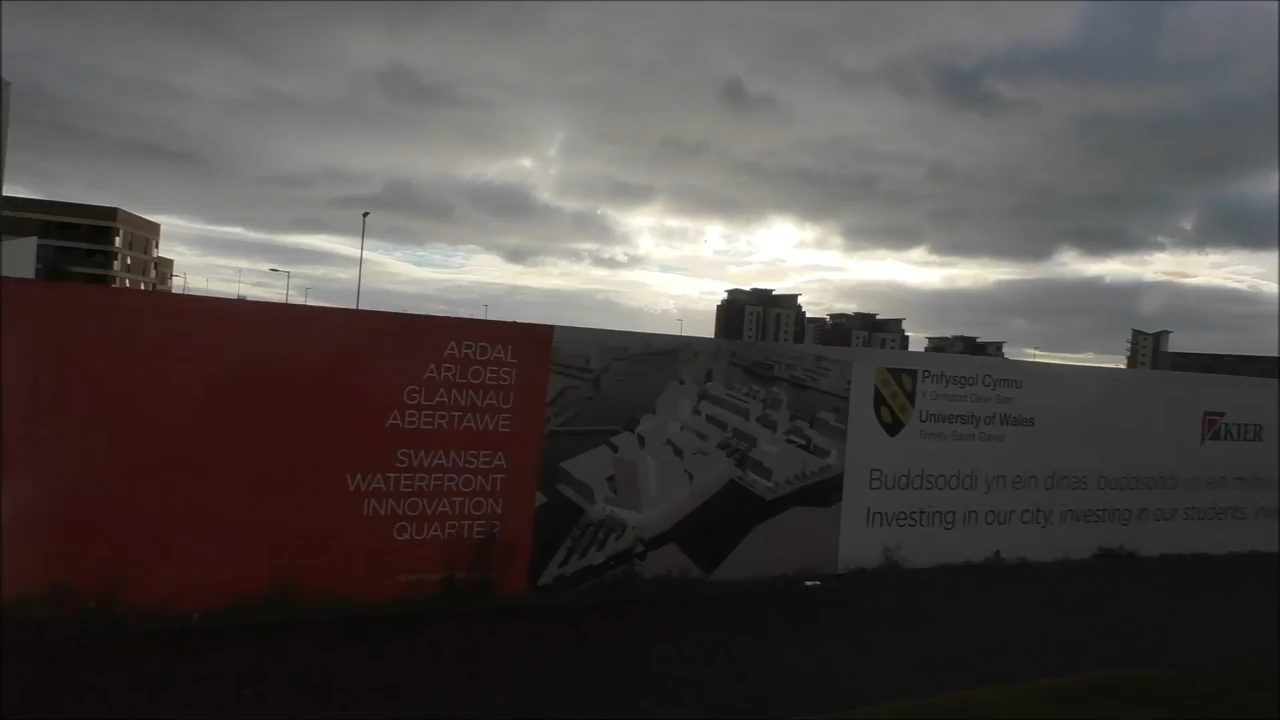 ARDAL
ARLOESI
GLANNAU
ABERTAWE
SWANSEA
WATERFRONT
INNOVATION
QUARTER
Prifysgol Cymru
Y Drindod Dewi Sant
University of Wales
Trinity Saint David
KIER
Buddsoddi yn ein dinas, buddsoddi yn ein
Investing in our city, investing in our students,